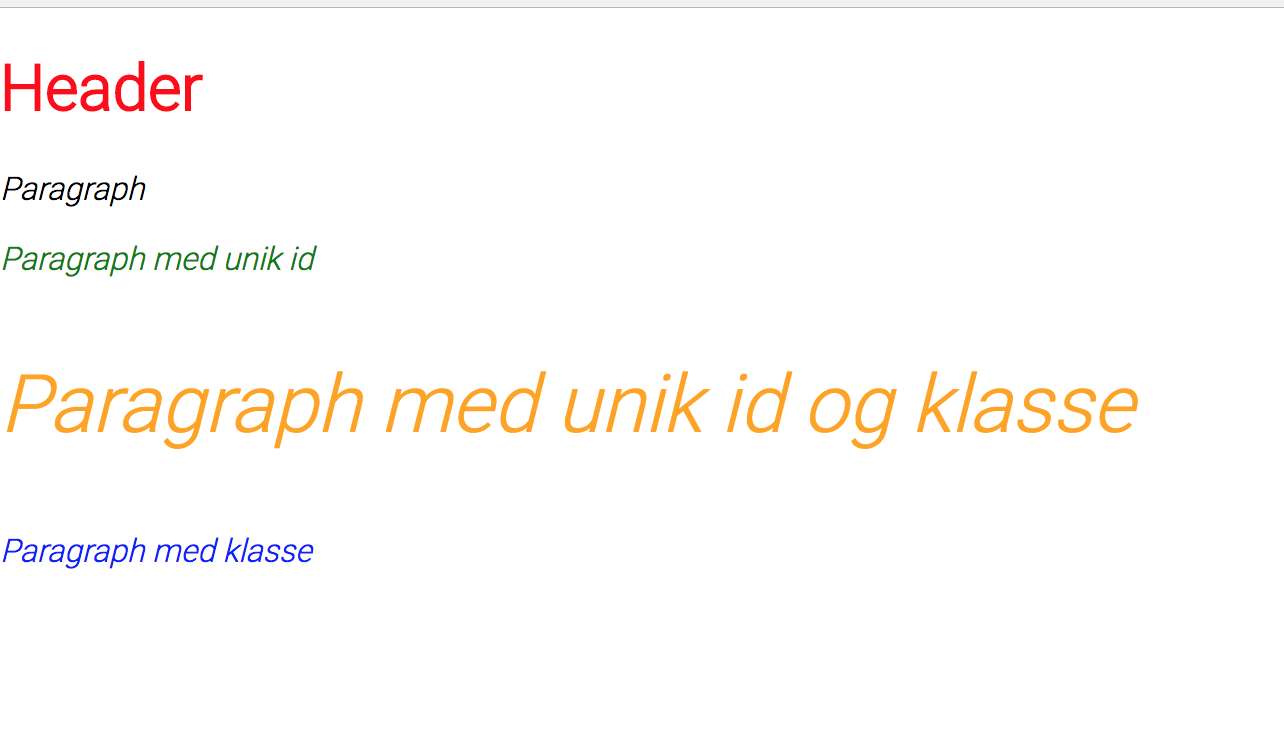 Header
Paragraph
Paragraph med unik id
Paragraph med unik id og klasse
Paragraph med klasse